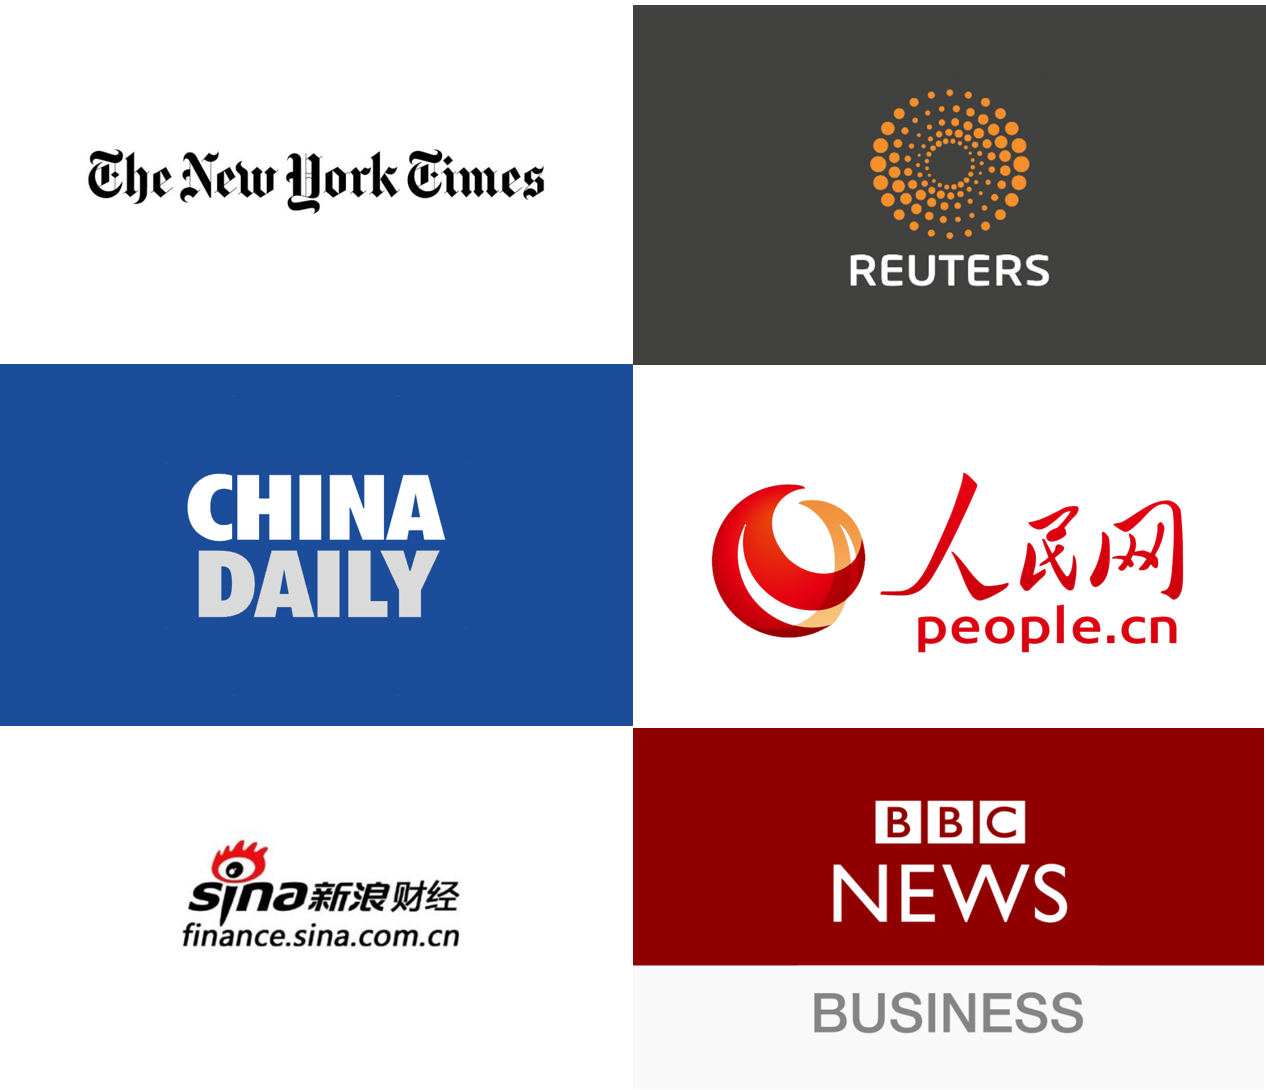 The New York Times
REUTERS
CHINA
DAILY
人民网
people.cn
sina新浪财经
finance.sina.com.cn
BBC
NEWS
BUSINESS